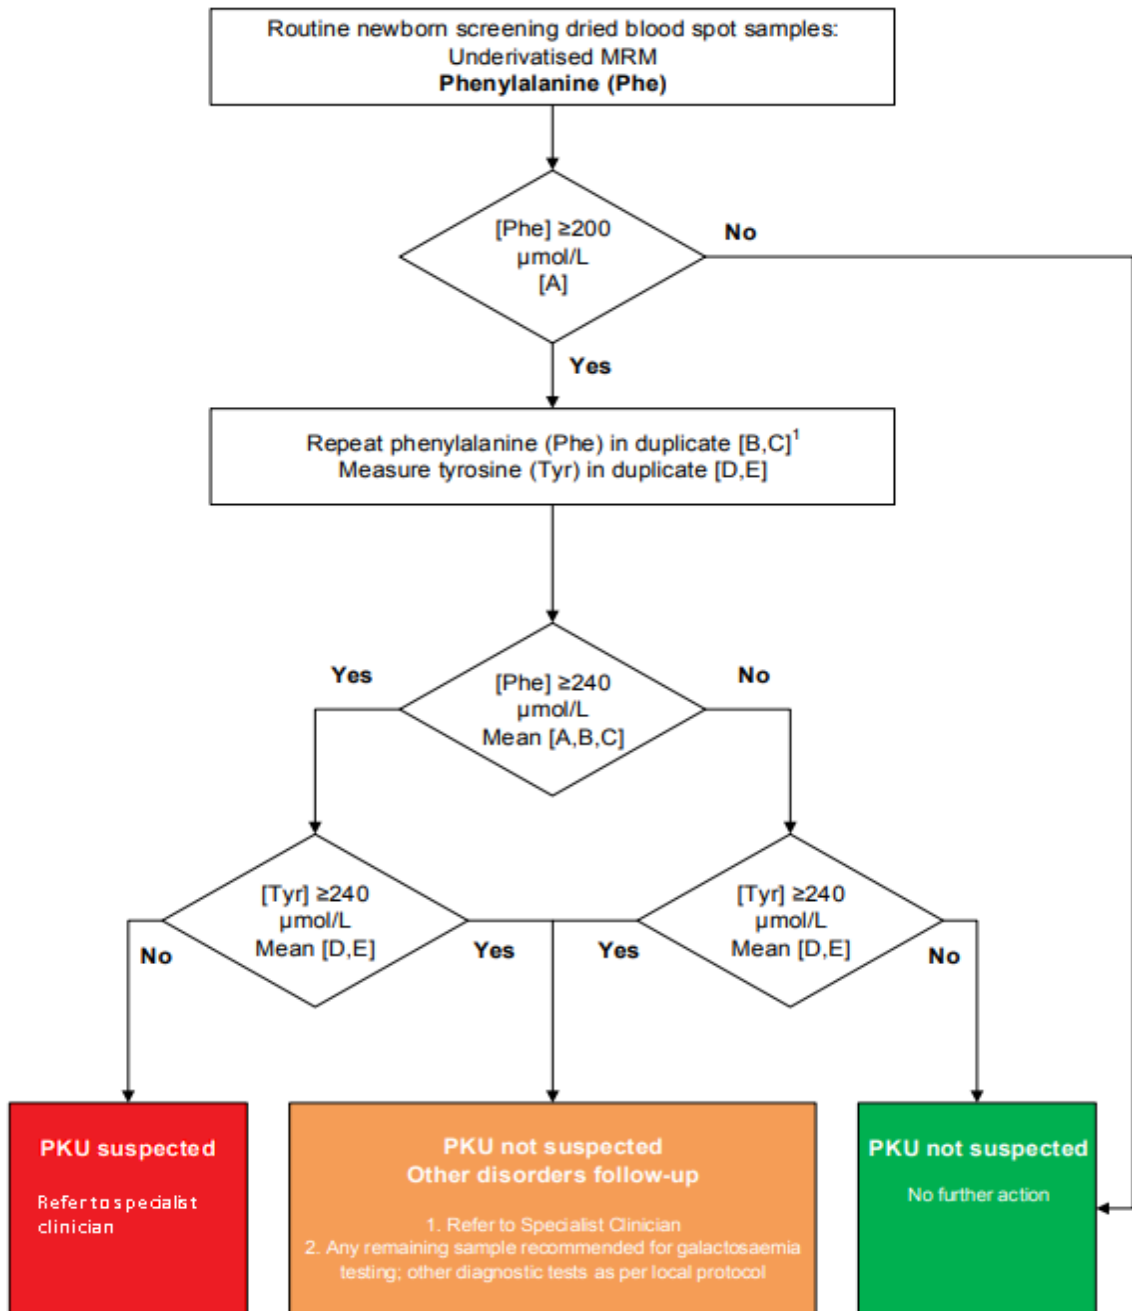 Routine newborn screening dried blood spot samples:
Underivatised MRM
Phenylalanine (Phe)
[Phe] ≥200
µmol/L
[A]
No
Yes
Repeat phenylalanine (Phe) in duplicate [B,C]¹
Measure tyrosine (Tyr) in duplicate [D,E]
Yes
[Phe] ≥240
µmol/L
Mean [A,B,C]
No
[Tyr] ≥240
µmol/L
Mean [D,E]
No
Yes
[Tyr] ≥240
µmol/L
Mean [D,E]
Yes
No
PKU suspected
Refer to specialist
clinician
PKU not suspected
Other disorders follow-up
1. Refer to Specialist Clinician
2. Any remaining sample recommended for galactosaemia
testing; other diagnostic tests as per local protocol
PKU not suspected
No further action